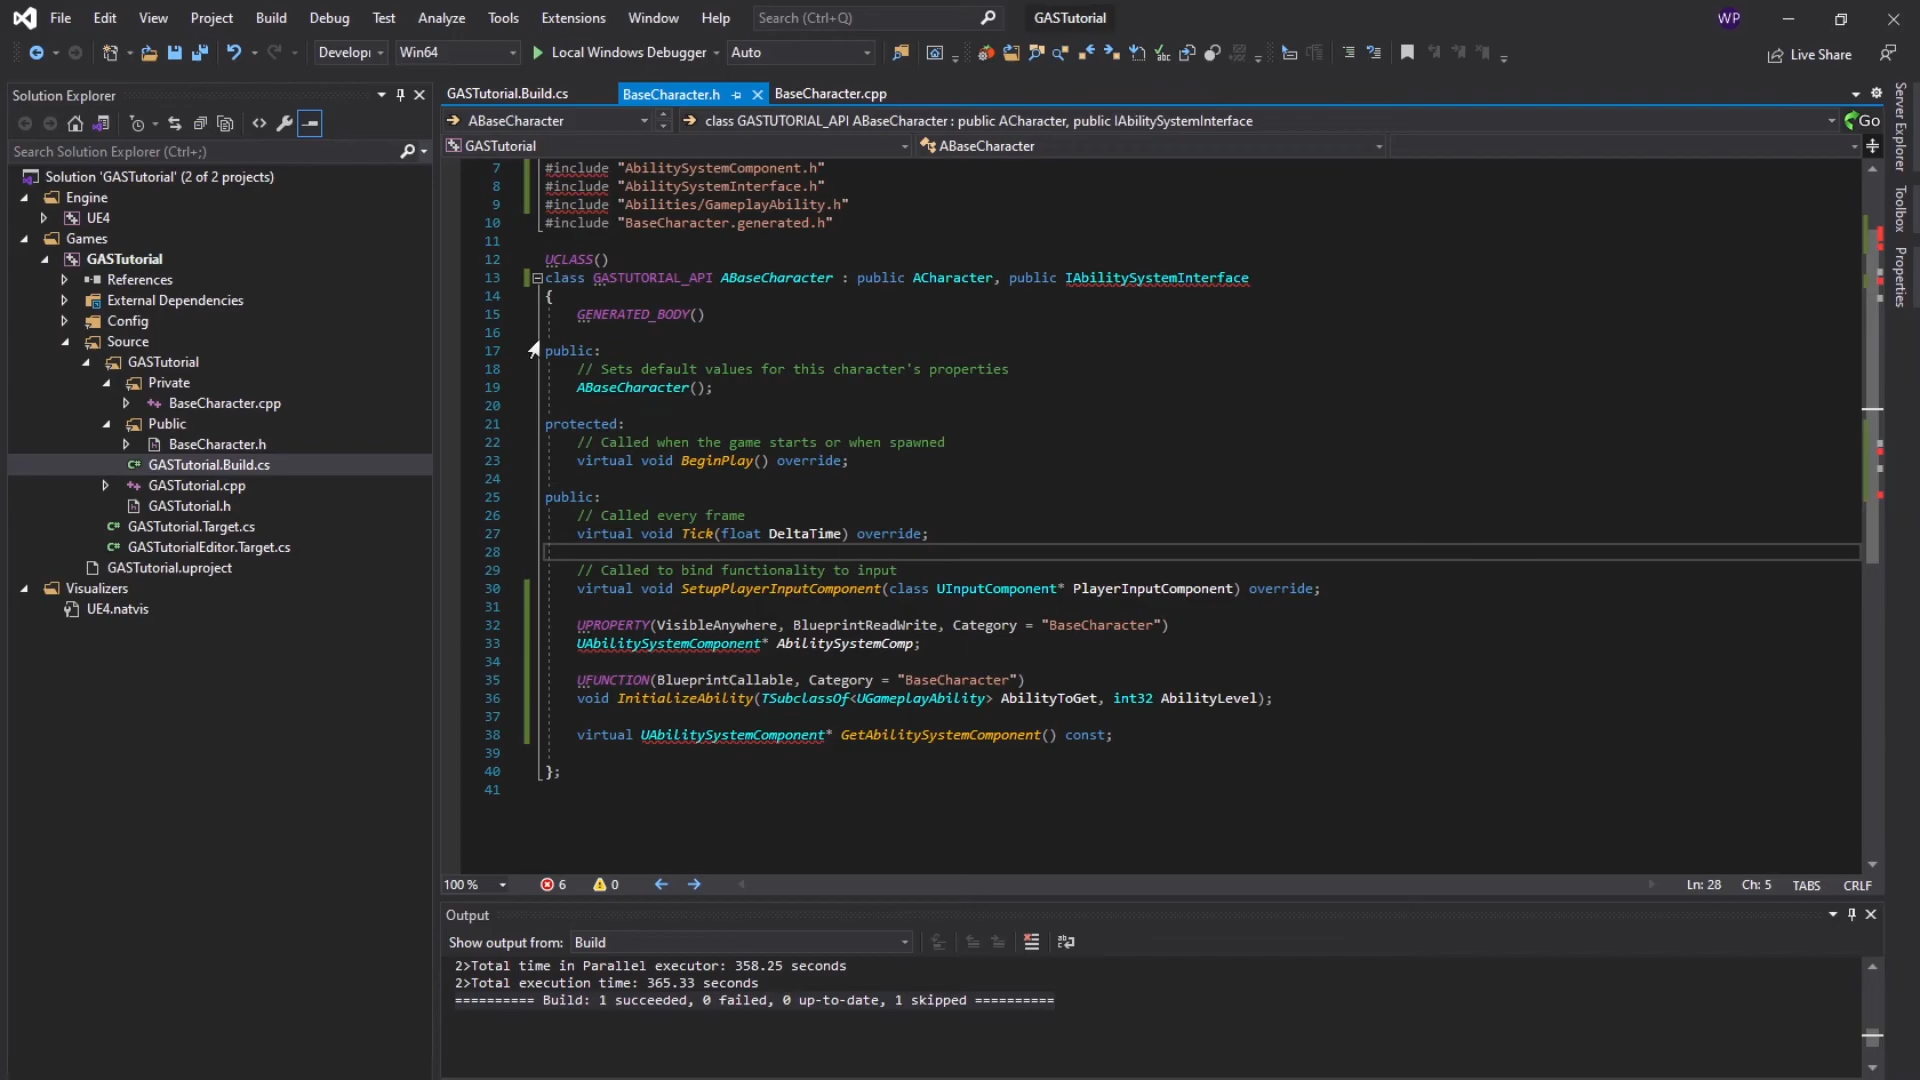 File Edit View Project Build Debug Test Analyze Tools Extensions Window Help Search (Ctrl+Q) GASTutorial WP
Develop Win64 Local Windows Debugger Auto Live Share
Solution Explorer
Search Solution Explorer (Ctrl+;)
Solution 'GASTutorial' (2 of 2 projects)
Engine
UE4
Games
GASTutorial
References
External Dependencies
Config
Source
GASTutorial
Private
BaseCharacter.cpp
Public
BaseCharacter.h
GASTutorial.Build.cs
GASTutorial.cpp
GASTutorial.h
GASTutorial.Target.cs
GASTutorialEditor.Target.cs
GASTutorial.uproject
Visualizers
UE4.natvis
GASTutorial.Build.cs BaseCharacter.h BaseCharacter.cpp
ABaseCharacter class GASTUTORIAL_API ABaseCharacter : public ACharacter, public IAbilitySystemInterface Go
GASTutorial ABaseCharacter
7 #include "AbilitySystemComponent.h"
8 #include "AbilitySystemInterface.h"
9 #include "Abilities/GameplayAbility.h"
10 #include "BaseCharacter.generated.h"
11
12 UCLASS()
13 class GASTUTORIAL_API ABaseCharacter : public ACharacter, public IAbilitySystemInterface
14 {
15 GENERATED_BODY()
16
17 public:
18 // Sets default values for this character's properties
19 ABaseCharacter();
20
21 protected:
22 // Called when the game starts or when spawned
23 virtual void BeginPlay() override;
24
25 public:
26 // Called every frame
27 virtual void Tick(float DeltaTime) override;
28
29 // Called to bind functionality to input
30 virtual void SetupPlayerInputComponent(class UInputComponent* PlayerInputComponent) override;
31
32 UPROPERTY(VisibleAnywhere, BlueprintReadWrite, Category = "BaseCharacter")
33 UAbilitySystemComponent* AbilitySystemComp;
34
35 UFUNCTION(BlueprintCallable, Category = "BaseCharacter")
36 void InitializeAbility(TSubclassOf<UGameplayAbility> AbilityToGet, int32 AbilityLevel);
37
38 virtual UAbilitySystemComponent* GetAbilitySystemComponent() const;
39
40 };
41
100 % 6 0 Ln: 28 Ch: 5 TABS CRLF
Output
Show output from: Build
2>Total time in Parallel executor: 358.25 seconds
2>Total execution time: 365.33 seconds
========== Build: 1 succeeded, 0 failed, 0 up-to-date, 1 skipped ==========
Server Explorer
Toolbox
Properties